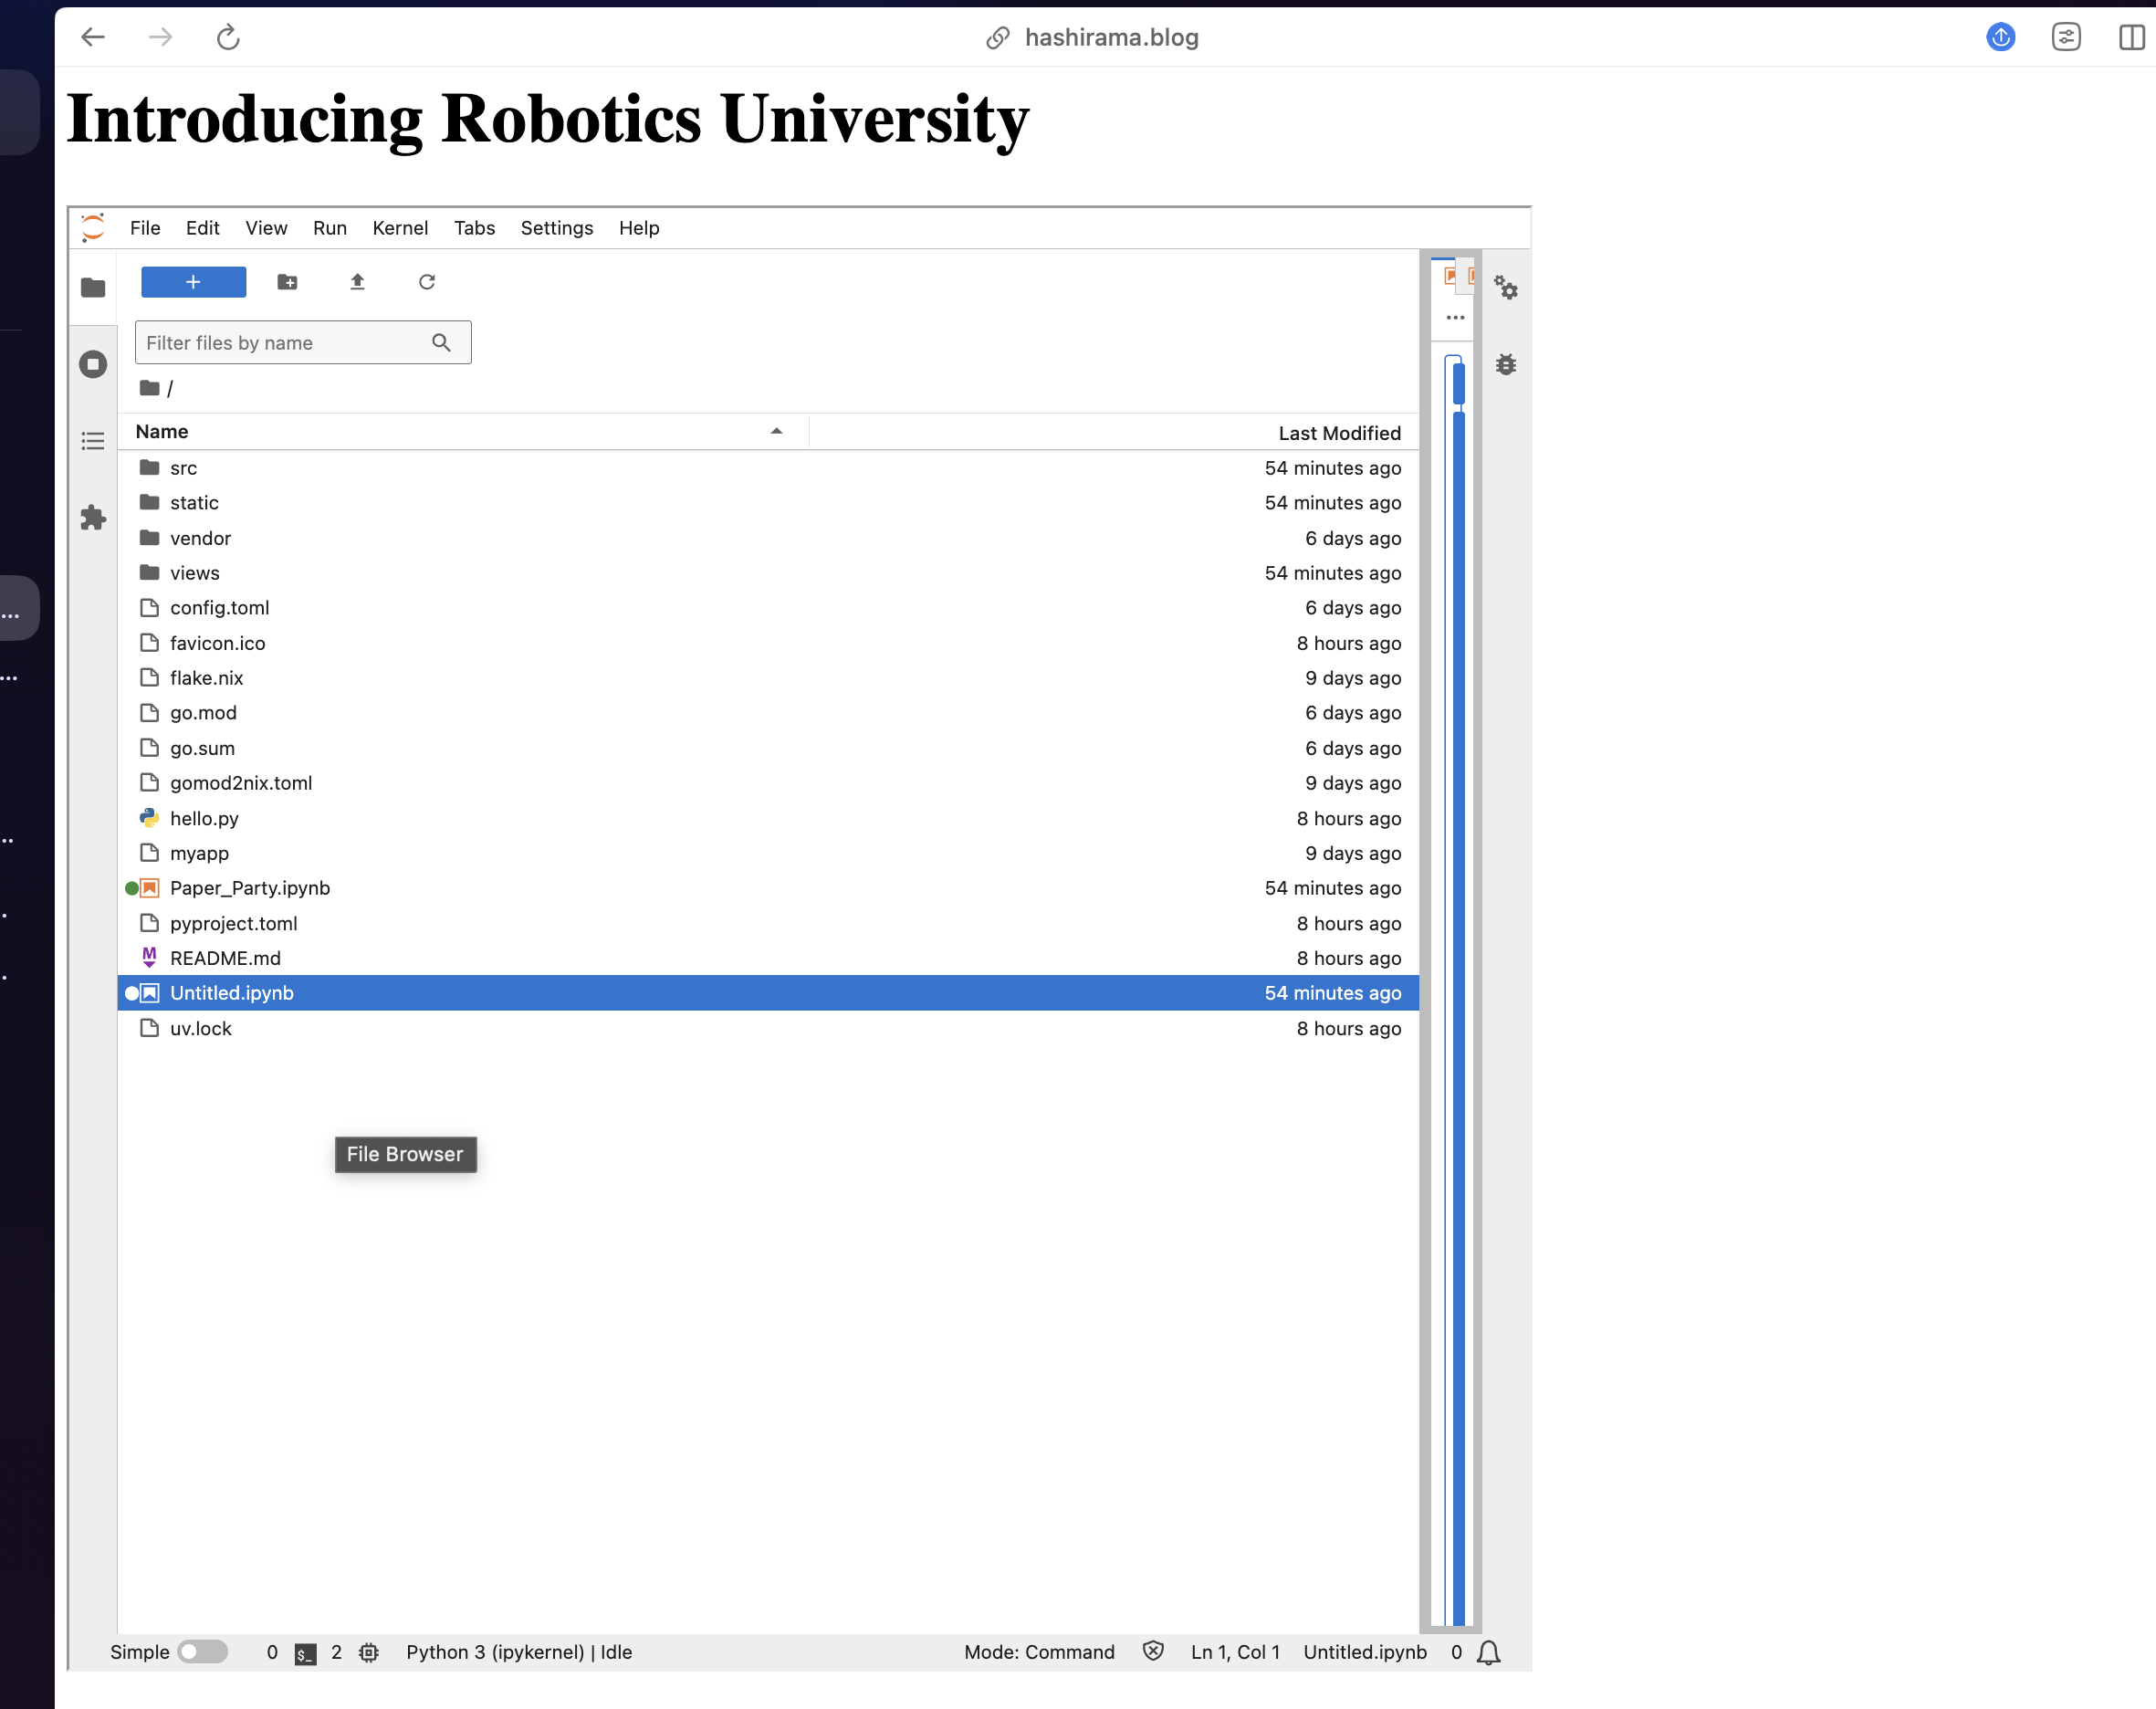 hashirama.blog
Introducing Robotics University
File Edit View Run Kernel Tabs Settings Help
Filter files by name
/
Name Last Modified
src 54 minutes ago
static 54 minutes ago
vendor 6 days ago
views 54 minutes ago
config.toml 6 days ago
favicon.ico 8 hours ago
flake.nix 9 days ago
go.mod 6 days ago
go.sum 6 days ago
gomod2nix.toml 9 days ago
hello.py 8 hours ago
myapp 9 days ago
Paper_Party.ipynb 54 minutes ago
pyproject.toml 8 hours ago
README.md 8 hours ago
Untitled.ipynb 54 minutes ago
uv.lock 8 hours ago
File Browser
Simple 0 $_ 2 Python 3 (ipykernel) | Idle Mode: Command Ln 1, Col 1 Untitled.ipynb 0